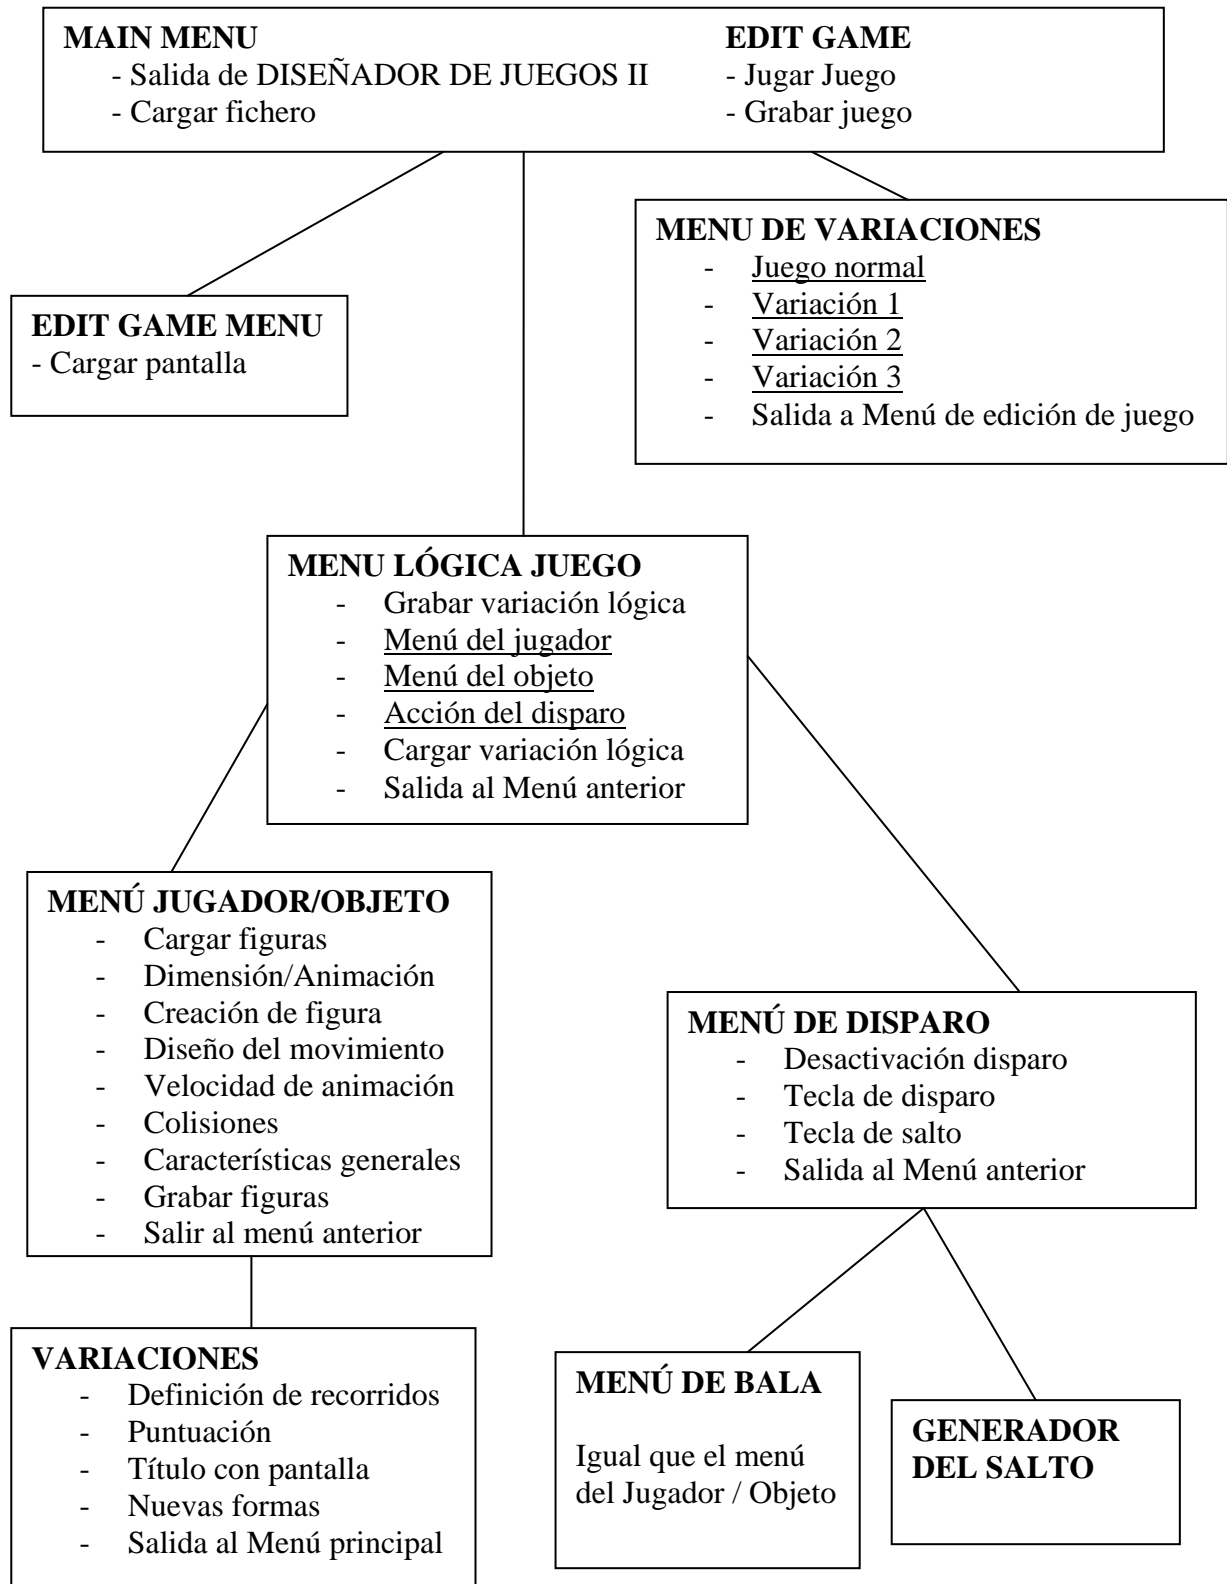 MAIN MENU
- Salida de DISEÑADOR DE JUEGOS II
- Cargar fichero
EDIT GAME
- Jugar Juego
- Grabar juego
MENU DE VARIACIONES
- Juego normal
- Variación 1
- Variación 2
- Variación 3
- Salida a Menú de edición de juego
EDIT GAME MENU
- Cargar pantalla
MENU LÓGICA JUEGO
- Grabar variación lógica
- Menú del jugador
- Menú del objeto
- Acción del disparo
- Cargar variación lógica
- Salida al Menú anterior
MENÚ JUGADOR/OBJETO
- Cargar figuras
- Dimensión/Animación
- Creación de figura
- Diseño del movimiento
- Velocidad de animación
- Colisiones
- Características generales
- Grabar figuras
- Salir al menú anterior
MENÚ DE DISPARO
- Desactivación disparo
- Tecla de disparo
- Tecla de salto
- Salida al Menú anterior
VARIACIONES
- Definición de recorridos
- Puntuación
- Título con pantalla
- Nuevas formas
- Salida al Menú principal
MENÚ DE BALA
Igual que el menú
del Jugador / Objeto
GENERADOR
DEL SALTO